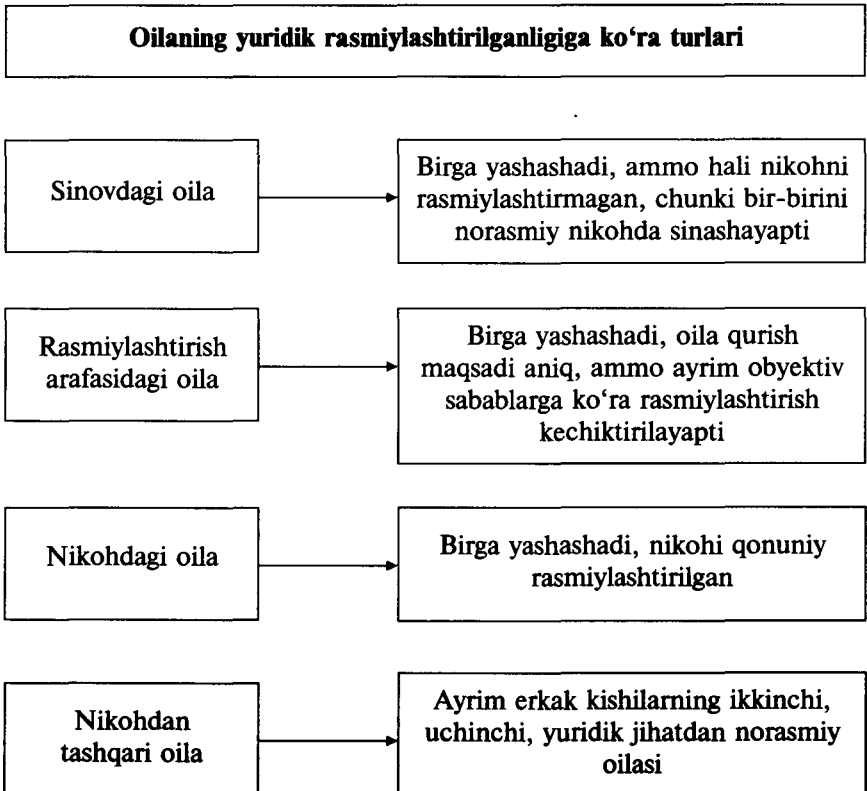 Oilaning yuridik rasmiylashtirilganligiga ko‘ra turlari
Sinovdagi oila
Birga yashashadi, ammo hali nikohni
rasmiylashtirmagan, chunki bir-birini
norasmiy nikohda sinashayapti
Rasmiylashtirish
arafasidagi oila
Birga yashashadi, oila qurish
maqsadi aniq, ammo ayrim obyektiv
sabablarga ko‘ra rasmiylashtirish
kechiktirilayapti
Nikohdagi oila
Birga yashashadi, nikohi qonuniy
rasmiylashtirilgan
Nikohdan
tashqari oila
Ayrim erkak kishilarning ikkinchi,
uchinchi, yuridik jihatdan norasmiy
oilasi